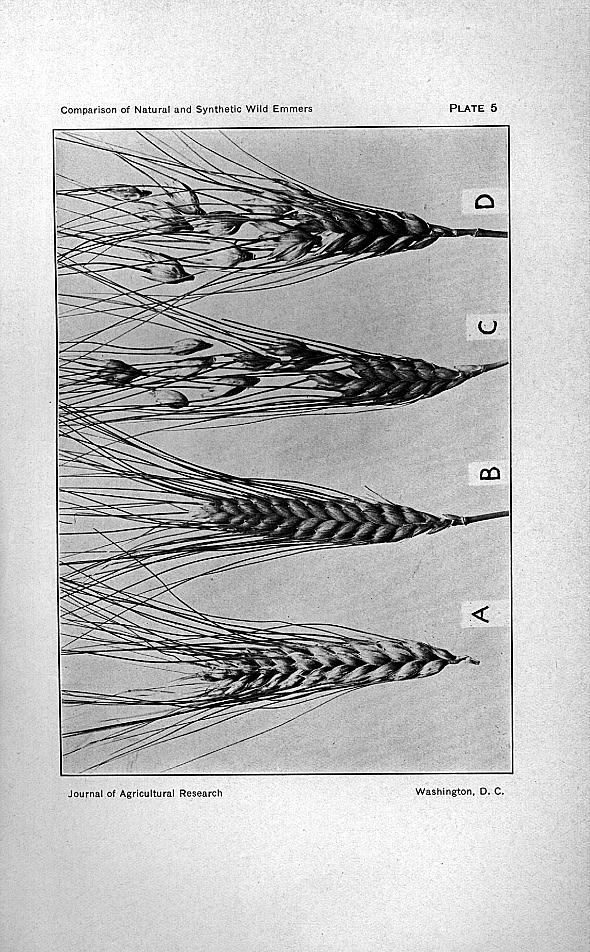 Comparison of Natural and Synthetic Wild Emmers PLATE 5
D
C
B
A
Journal of Agricultural Research Washington, D. C.